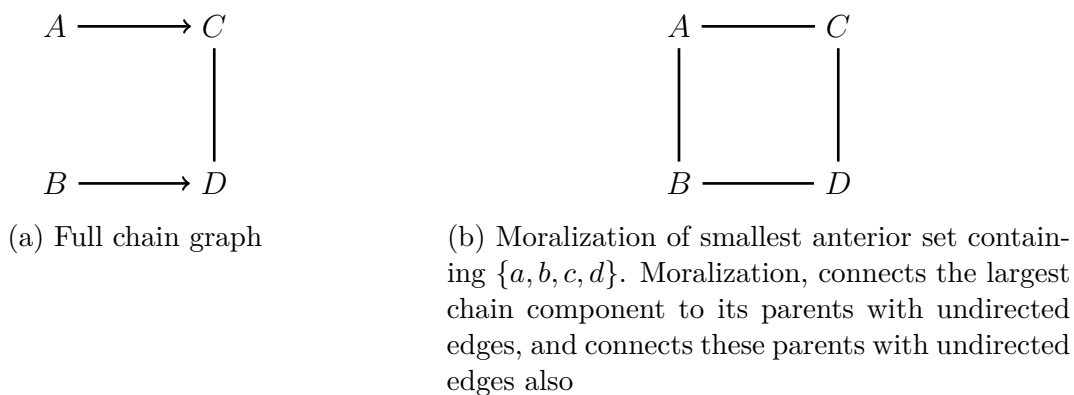 A C A C
B D B D
(a) Full chain graph
(b) Moralization of smallest anterior set contain-
ing {a, b, c, d}. Moralization, connects the largest
chain component to its parents with undirected
edges, and connects these parents with undirected
edges also